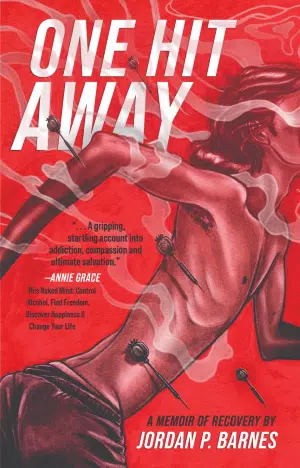 ONE HIT
AWAY
"... A gripping,
startling account into
addiction, compassion and
ultimate salvation."
—ANNIE GRACE
This Naked Mind: Control
Alcohol, Find Freedom,
Discover Happiness &
Change Your Life
A MEMOIR OF RECOVERY BY
JORDAN P. BARNES